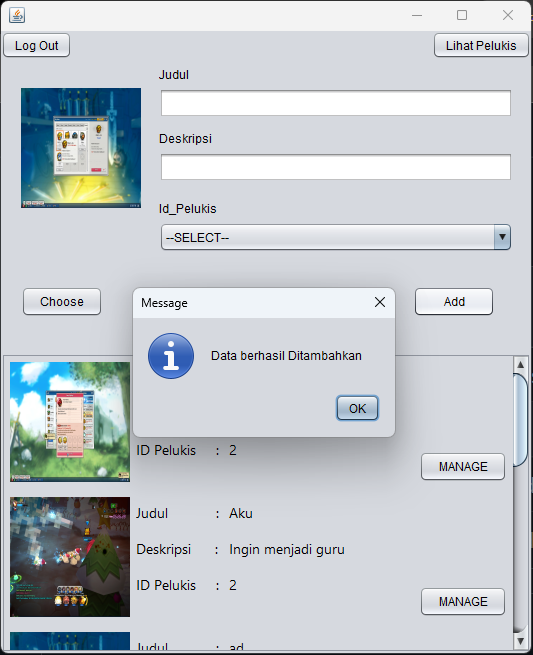 Log Out
Lihat Pelukis
Judul
Deskripsi
Id_Pelukis
--SELECT--
Choose
Add
Message
Data berhasil Ditambahkan
OK
ID Pelukis : 2
MANAGE
Judul : Aku
Deskripsi : Ingin menjadi guru
ID Pelukis : 2
MANAGE
Judul : ad